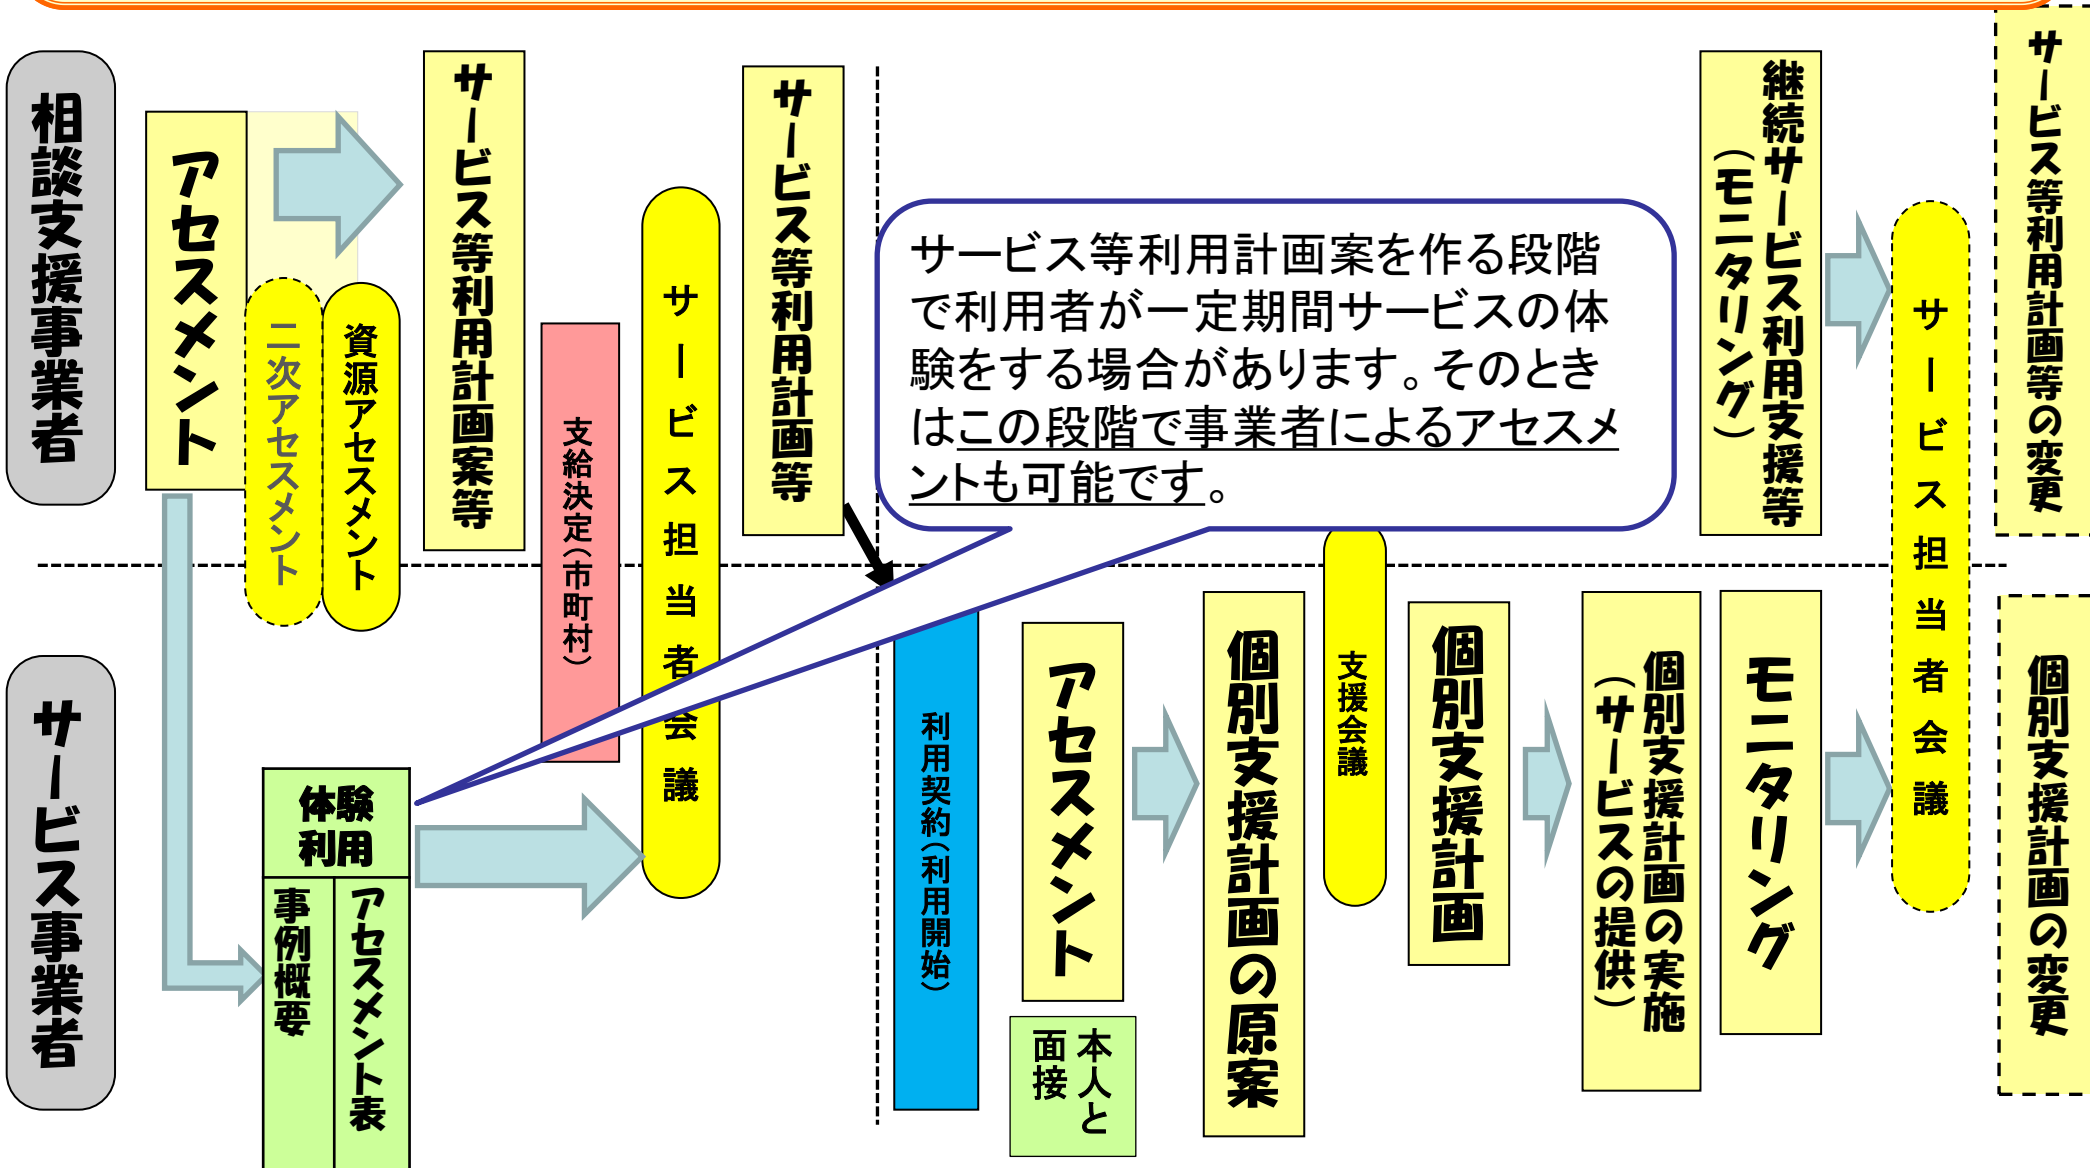 相談支援事業者
アセスメント
二次アセスメント
資源アセスメント
サービス等利用計画案等
支給決定(市町村)
サービス担当者会議
サービス等利用計画等
サービス等利用計画案を作る段階
で利用者が一定期間サービスの体
験をする場合があります。そのとき
はこの段階で事業者によるアセスメ
ントも可能です。
継続サービス利用支援等
(モニタリング)
サービス担当者会議
サービス等利用計画等の変更
サービス事業者
体験
利用
事例概要
アセスメント表
利用契約(利用開始)
アセスメント
本人と
面接
個別支援計画の原案
支援会議
個別支援計画
個別支援計画の実施
(サービスの提供)
モニタリング
個別支援計画の変更